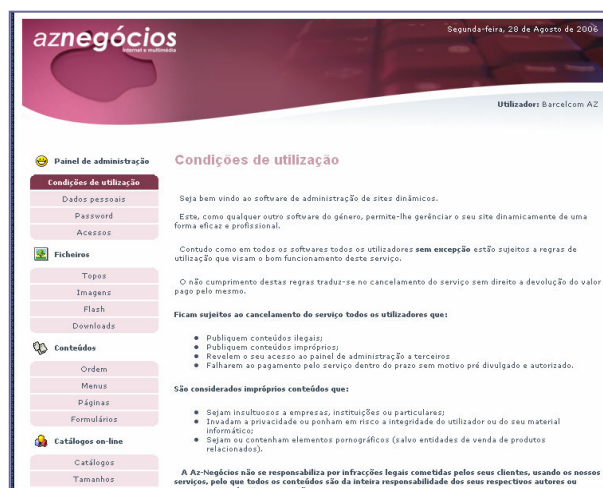 aznegócios
internet e multimédia
Segunda-feira, 28 de Agosto de 2006
Utilizador: Barcelcom AZ
Painel de administração
Condições de utilização
Dados pessoais
Password
Acessos
Ficheiros
Topos
Imagens
Flash
Downloads
Conteúdos
Ordem
Menus
Páginas
Formulários
Catálogos on-line
Catálogos
Tamanhos
Condições de utilização
Seja bem vindo ao software de administração de sites dinâmicos.
Este, como qualquer outro software do género, permite-lhe gerênciar o seu site dinamicamente de uma
forma eficaz e profissional.
Contudo como em todos os softwares todos os utilizadores sem excepção estão sujeitos a regras de
utilização que visam o bom funcionamento deste serviço.
O não cumprimento destas regras traduz-se no cancelamento do serviço sem direito a devolução do valor
pago pelo mesmo.
Ficam sujeitos ao cancelamento do serviço todos os utilizadores que:
Publiquem conteúdos ilegais;
Publiquem conteúdos impróprios;
Revelem o seu acesso ao painel de administração a terceiros
Falharem ao pagamento pelo serviço dentro do prazo sem motivo pré divulgado e autorizado.
São considerados impróprios conteúdos que:
Sejam insultuosos a empresas, instituições ou particulares;
Invadam a privacidade ou ponham em risco a integridade do utilizador ou do seu material
informático;
Sejam ou contenham elementos pornográficos (salvo entidades de venda de produtos
relacionados).
A Az-Negócios não se responsabiliza por infracções legais cometidas pelos seus clientes, usando os nossos
serviços, pelo que todos os conteúdos são da inteira responsabilidade dos seus respectivos autores ou